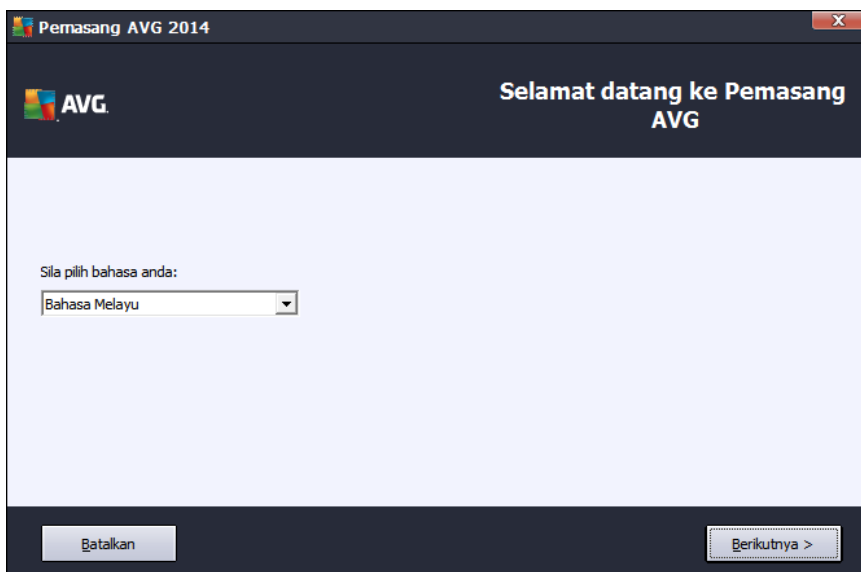 Pemasang AVG 2014
AVG.
Selamat datang ke Pemasang
AVG
Sila pilih bahasa anda:
Bahasa Melayu
Batalkan
Berikutnya >